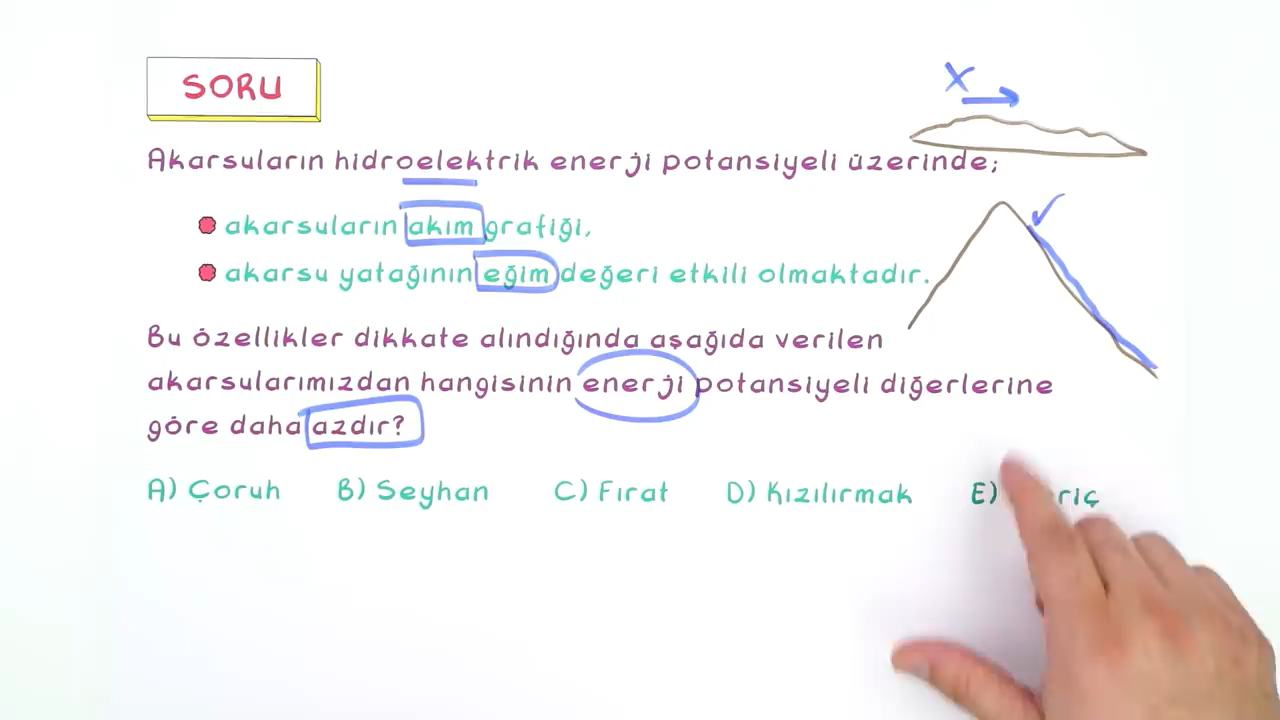 SORU
X
Akarsuların hidroelektrik enerji potansiyeli üzerinde;
akarsuların akım grafiği,
akarsu yatağının eğim değeri etkili olmaktadır.
Bu özellikler dikkate alındığında aşağıda verilen
akarsularımızdan hangisinin enerji potansiyeli diğerlerine
göre daha azdır?
A) Çoruh B) Seyhan C) Fırat D) Kızılırmak E)